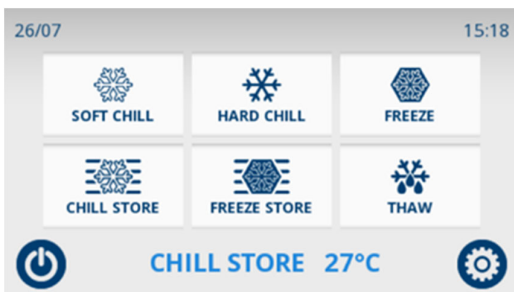 26/07 15:18
SOFT CHILL HARD CHILL FREEZE
CHILL STORE FREEZE STORE THAW
CHILL STORE 27°C